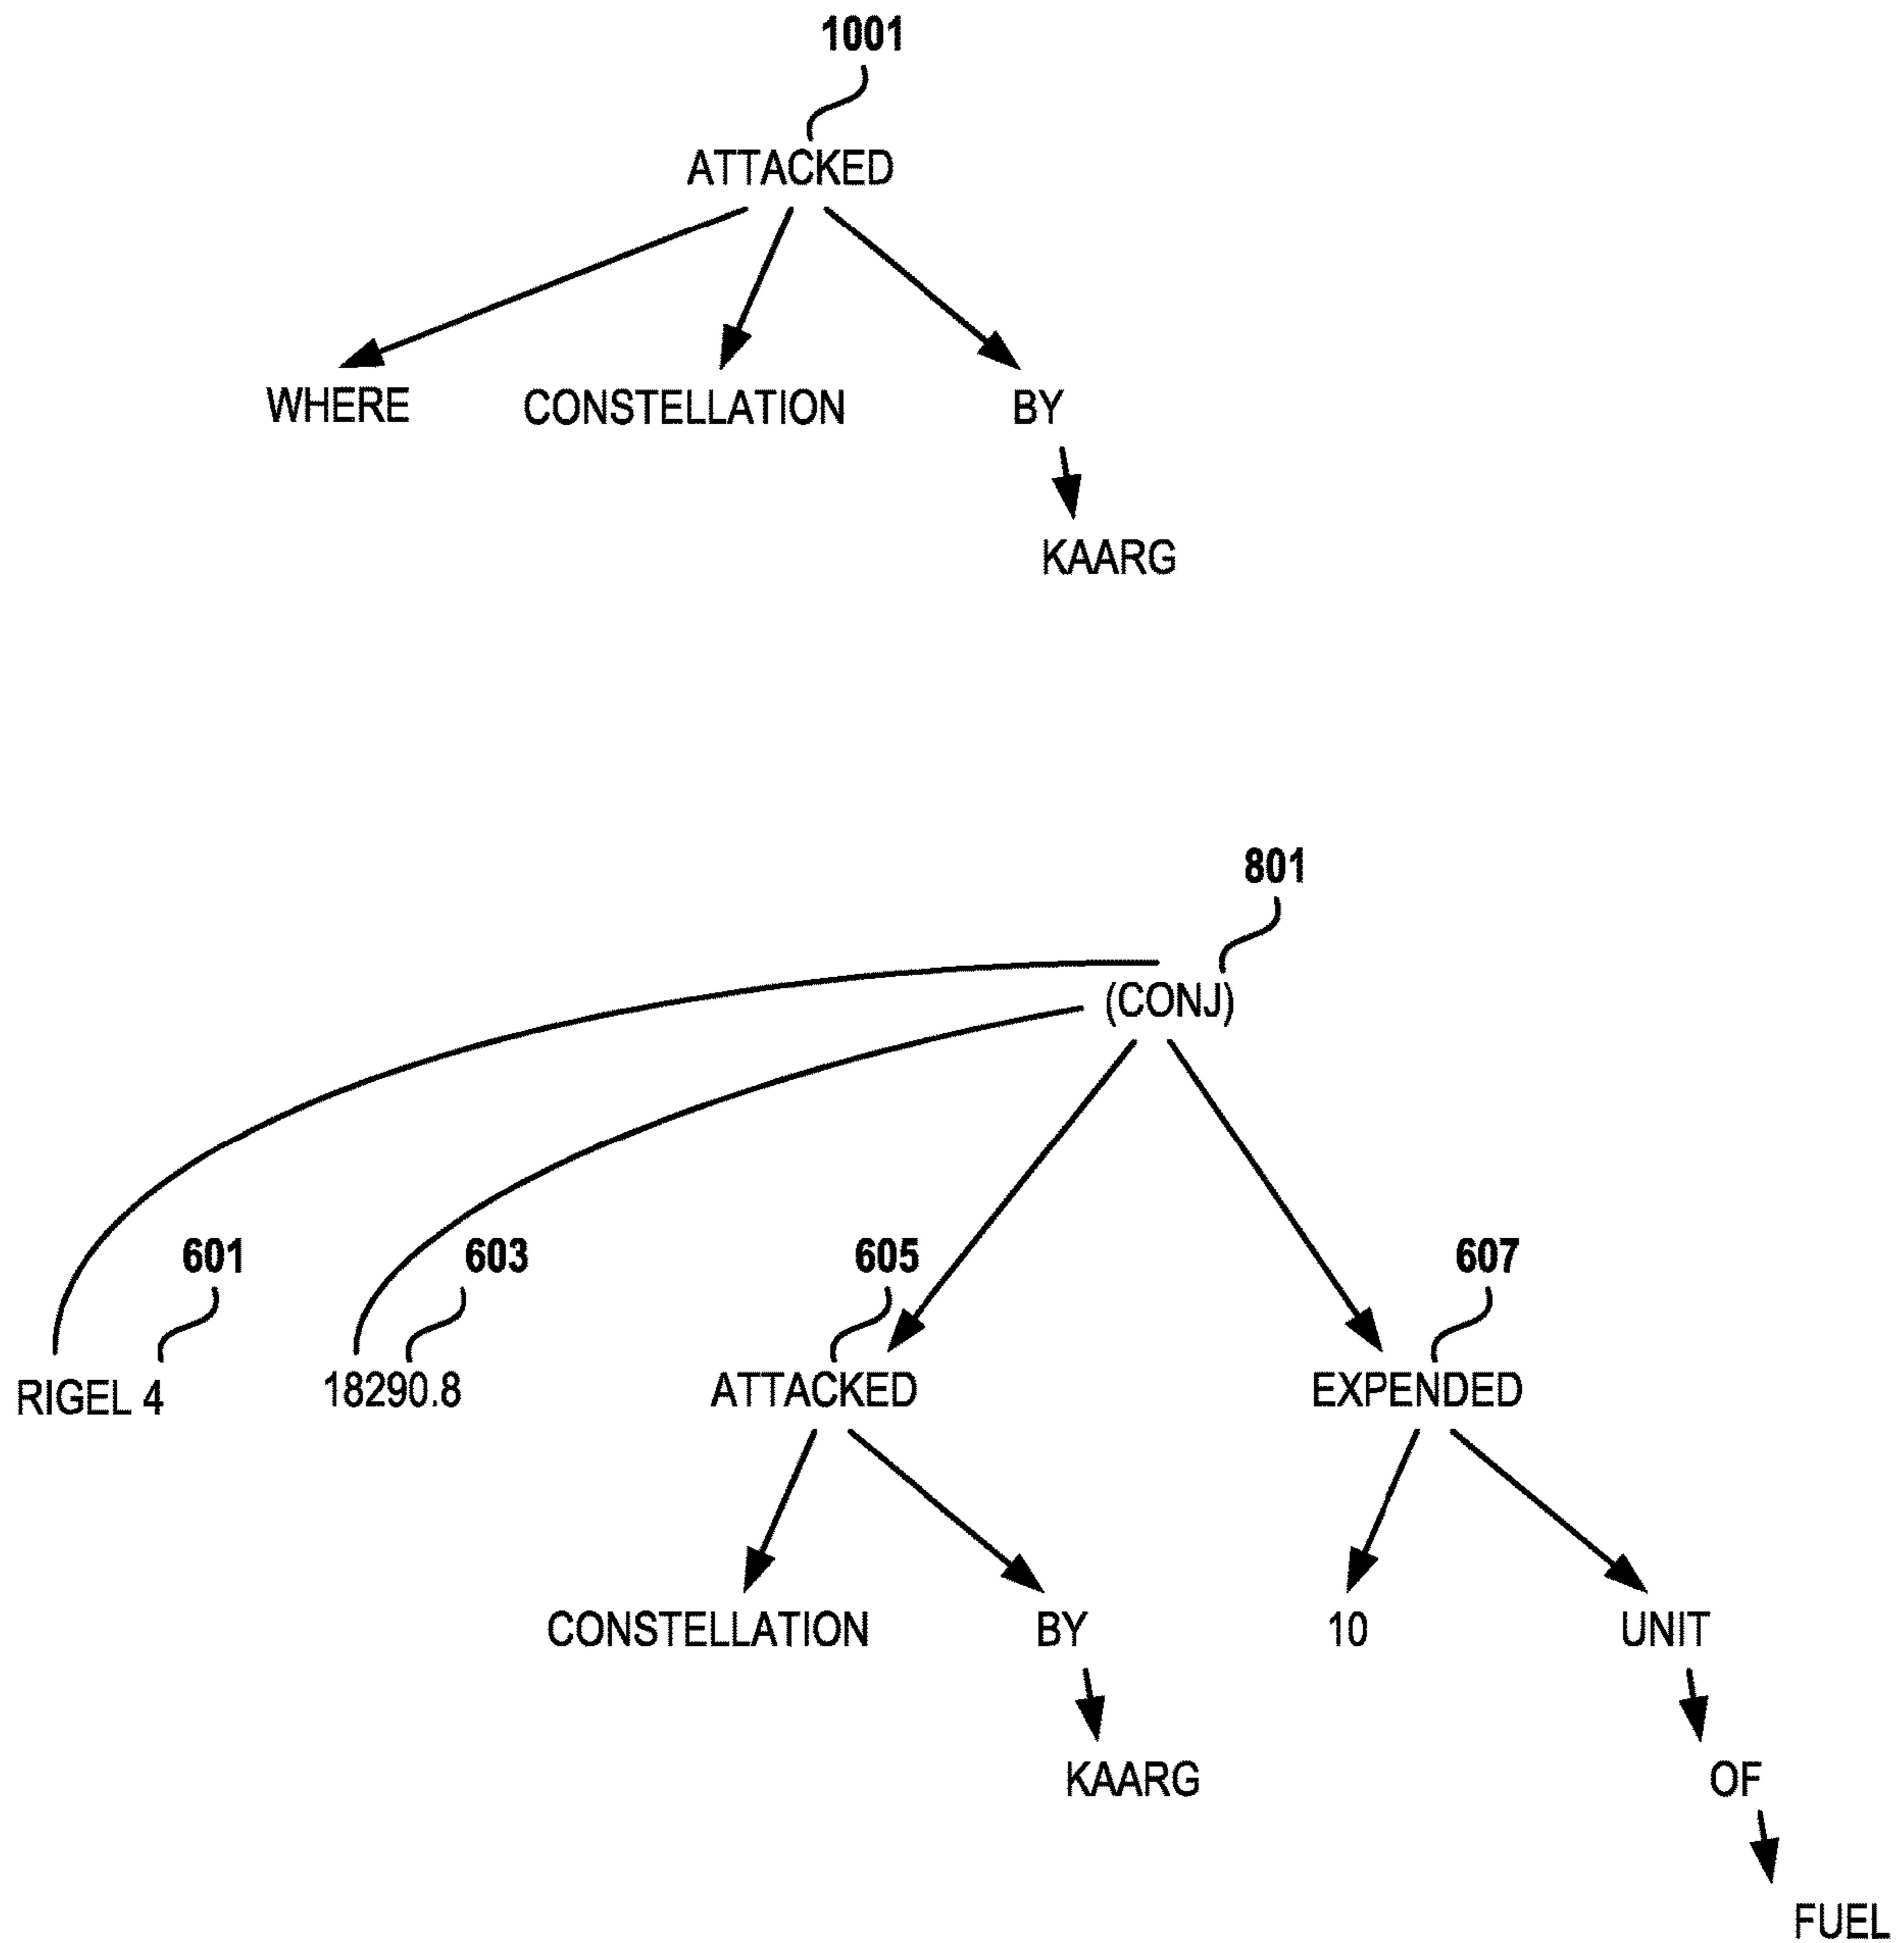 1001
ATTACKED
WHERE CONSTELLATION BY
KAARG
801
(CONJ)
601 603 605 607
RIGEL 4 18290.8 ATTACKED EXPENDED
CONSTELLATION BY 10 UNIT
KAARG OF
FUEL